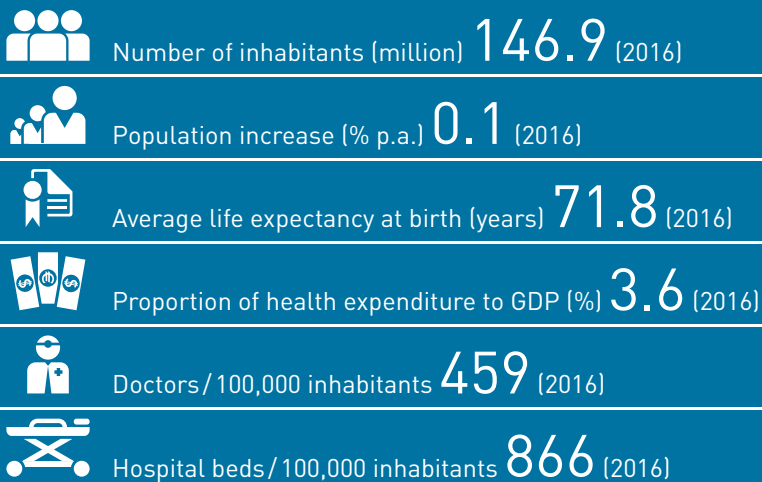 Number of inhabitants (million) 146.9 (2016)
Population increase (% p.a.) 0.1 (2016)
Average life expectancy at birth (years) 71.8 (2016)
Proportion of health expenditure to GDP (%) 3.6 (2016)
Doctors/100,000 inhabitants 459 (2016)
Hospital beds/100,000 inhabitants 866 (2016)